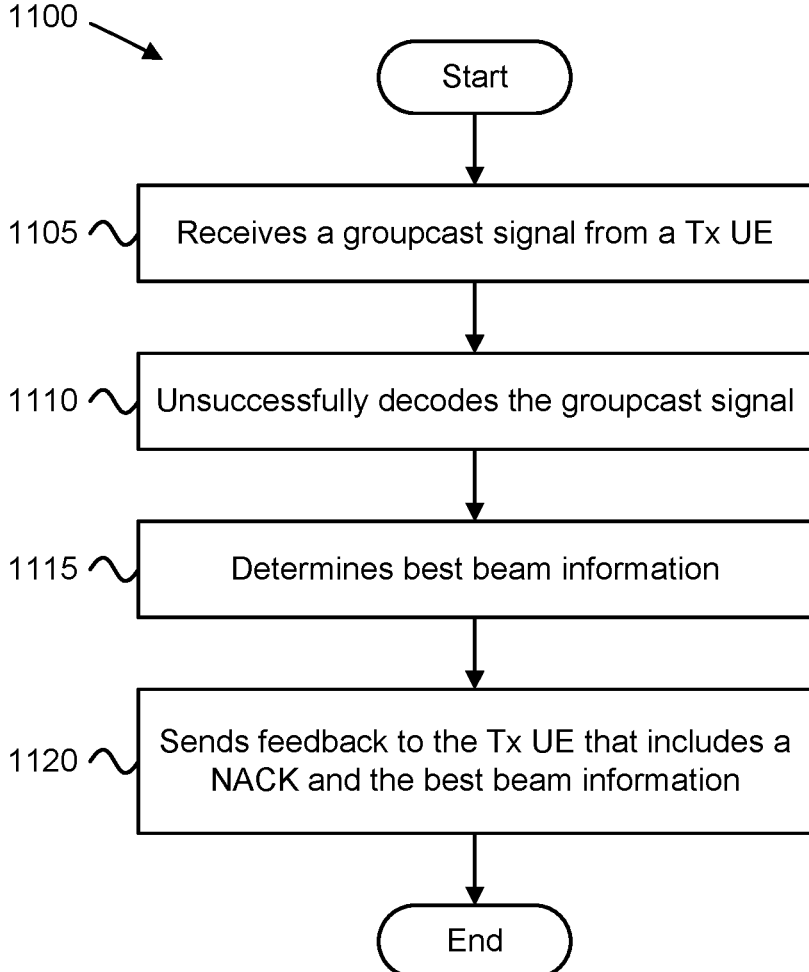 1100
Start
1105
Receives a groupcast signal from a Tx UE
1110
Unsuccessfully decodes the groupcast signal
1115
Determines best beam information
1120
Sends feedback to the Tx UE that includes a
NACK and the best beam information
End